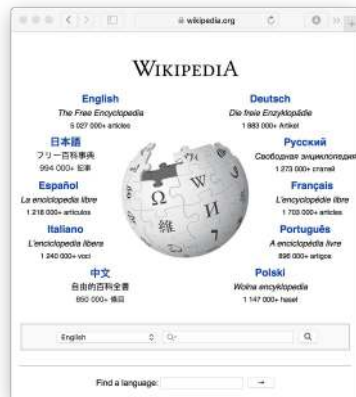 wikipedia.org
WIKIPEDIA
English
The Free Encyclopedia
5 027 000+ articles
Deutsch
Die freie Enzyklopädie
1 883 000+ Artikel
日本語
フリー百科事典
994 000+ 記事
Русский
Свободная энциклопедия
1 273 000+ статей
Español
La enciclopedia libre
1 218 000+ artículos
Français
L'encyclopédie libre
1 703 000+ articles
Italiano
L'enciclopedia libera
1 240 000+ voci
Português
A enciclopédia livre
896 000+ artigos
中文
自由的百科全書
850 000+ 條目
Polski
Wolna encyklopedia
1 147 000+ haseł
Ω
W
И
維
7
English
Find a language: